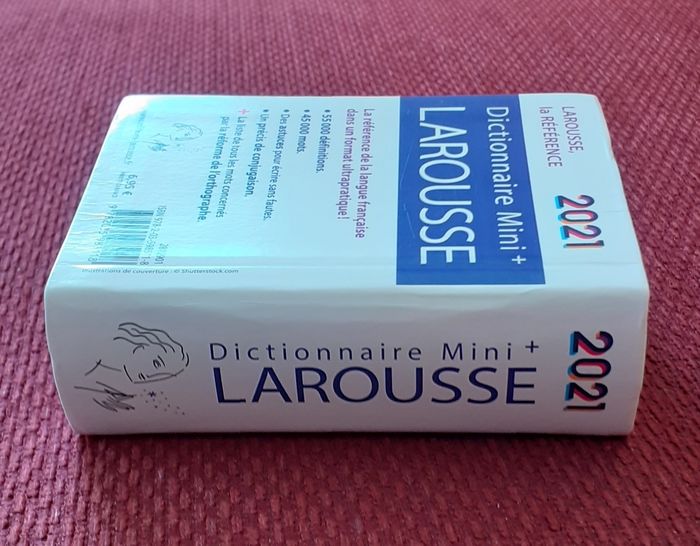 LAROUSSE
la RÉFÉRENCE
2021
Dictionnaire Mini +
LAROUSSE
La référence de la langue française
dans un format ultrapratique !
• 55 000 définitions.
• 45 000 mots.
• Des astuces pour écrire sans fautes.
• Un précis de conjugaison.
+ La liste de tous les mots concernés
par la réforme de l'orthographe.
6,95 €
ISBN
Illustrations de couverture : © Shutterstock.com
Dictionnaire Mini +
LAROUSSE
2021